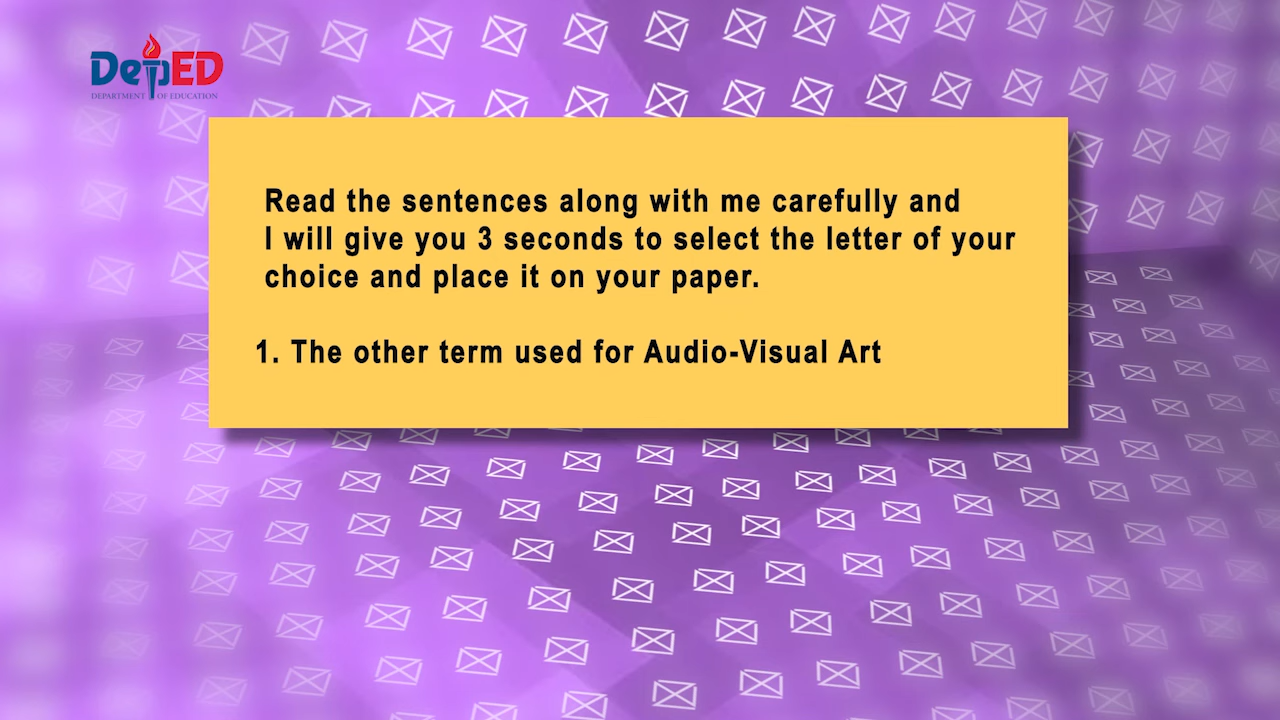 DepED
DEPARTMENT OF EDUCATION
Read the sentences along with me carefully and
I will give you 3 seconds to select the letter of your
choice and place it on your paper.
1. The other term used for Audio-Visual Art